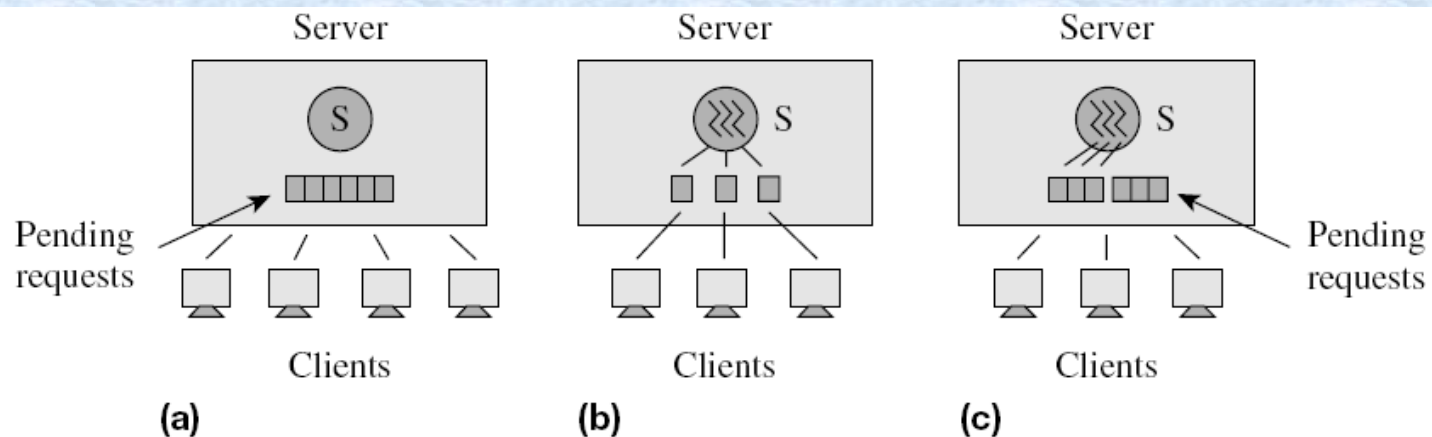 Server
Server
Server
S
S
S
Pending
requests
Pending
requests
Clients
Clients
Clients
(a)
(b)
(c)